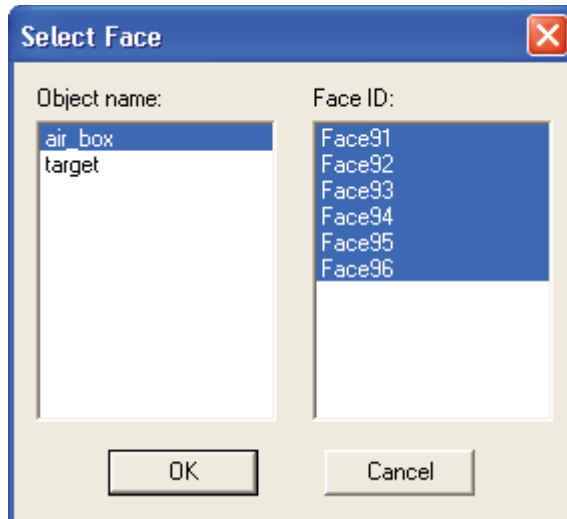 Select Face
Object name:
Face ID:
air_box
target
Face91
Face92
Face93
Face94
Face95
Face96
OK
Cancel